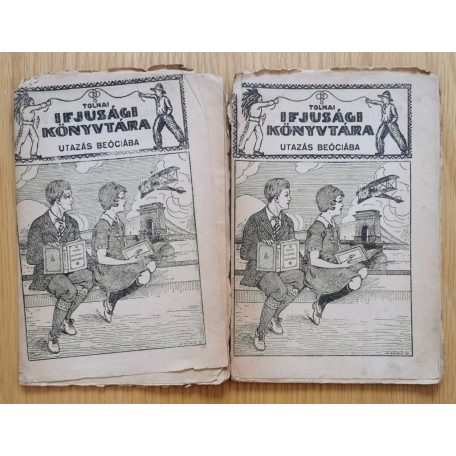 TOLNAI
IFJUSÁGI
KÖNYVTÁRA
UTAZÁS BEÓCIÁBA
TOLNAI
IFJUSÁGI
KÖNYVTÁRA
UTAZÁS BEÓCIÁBA